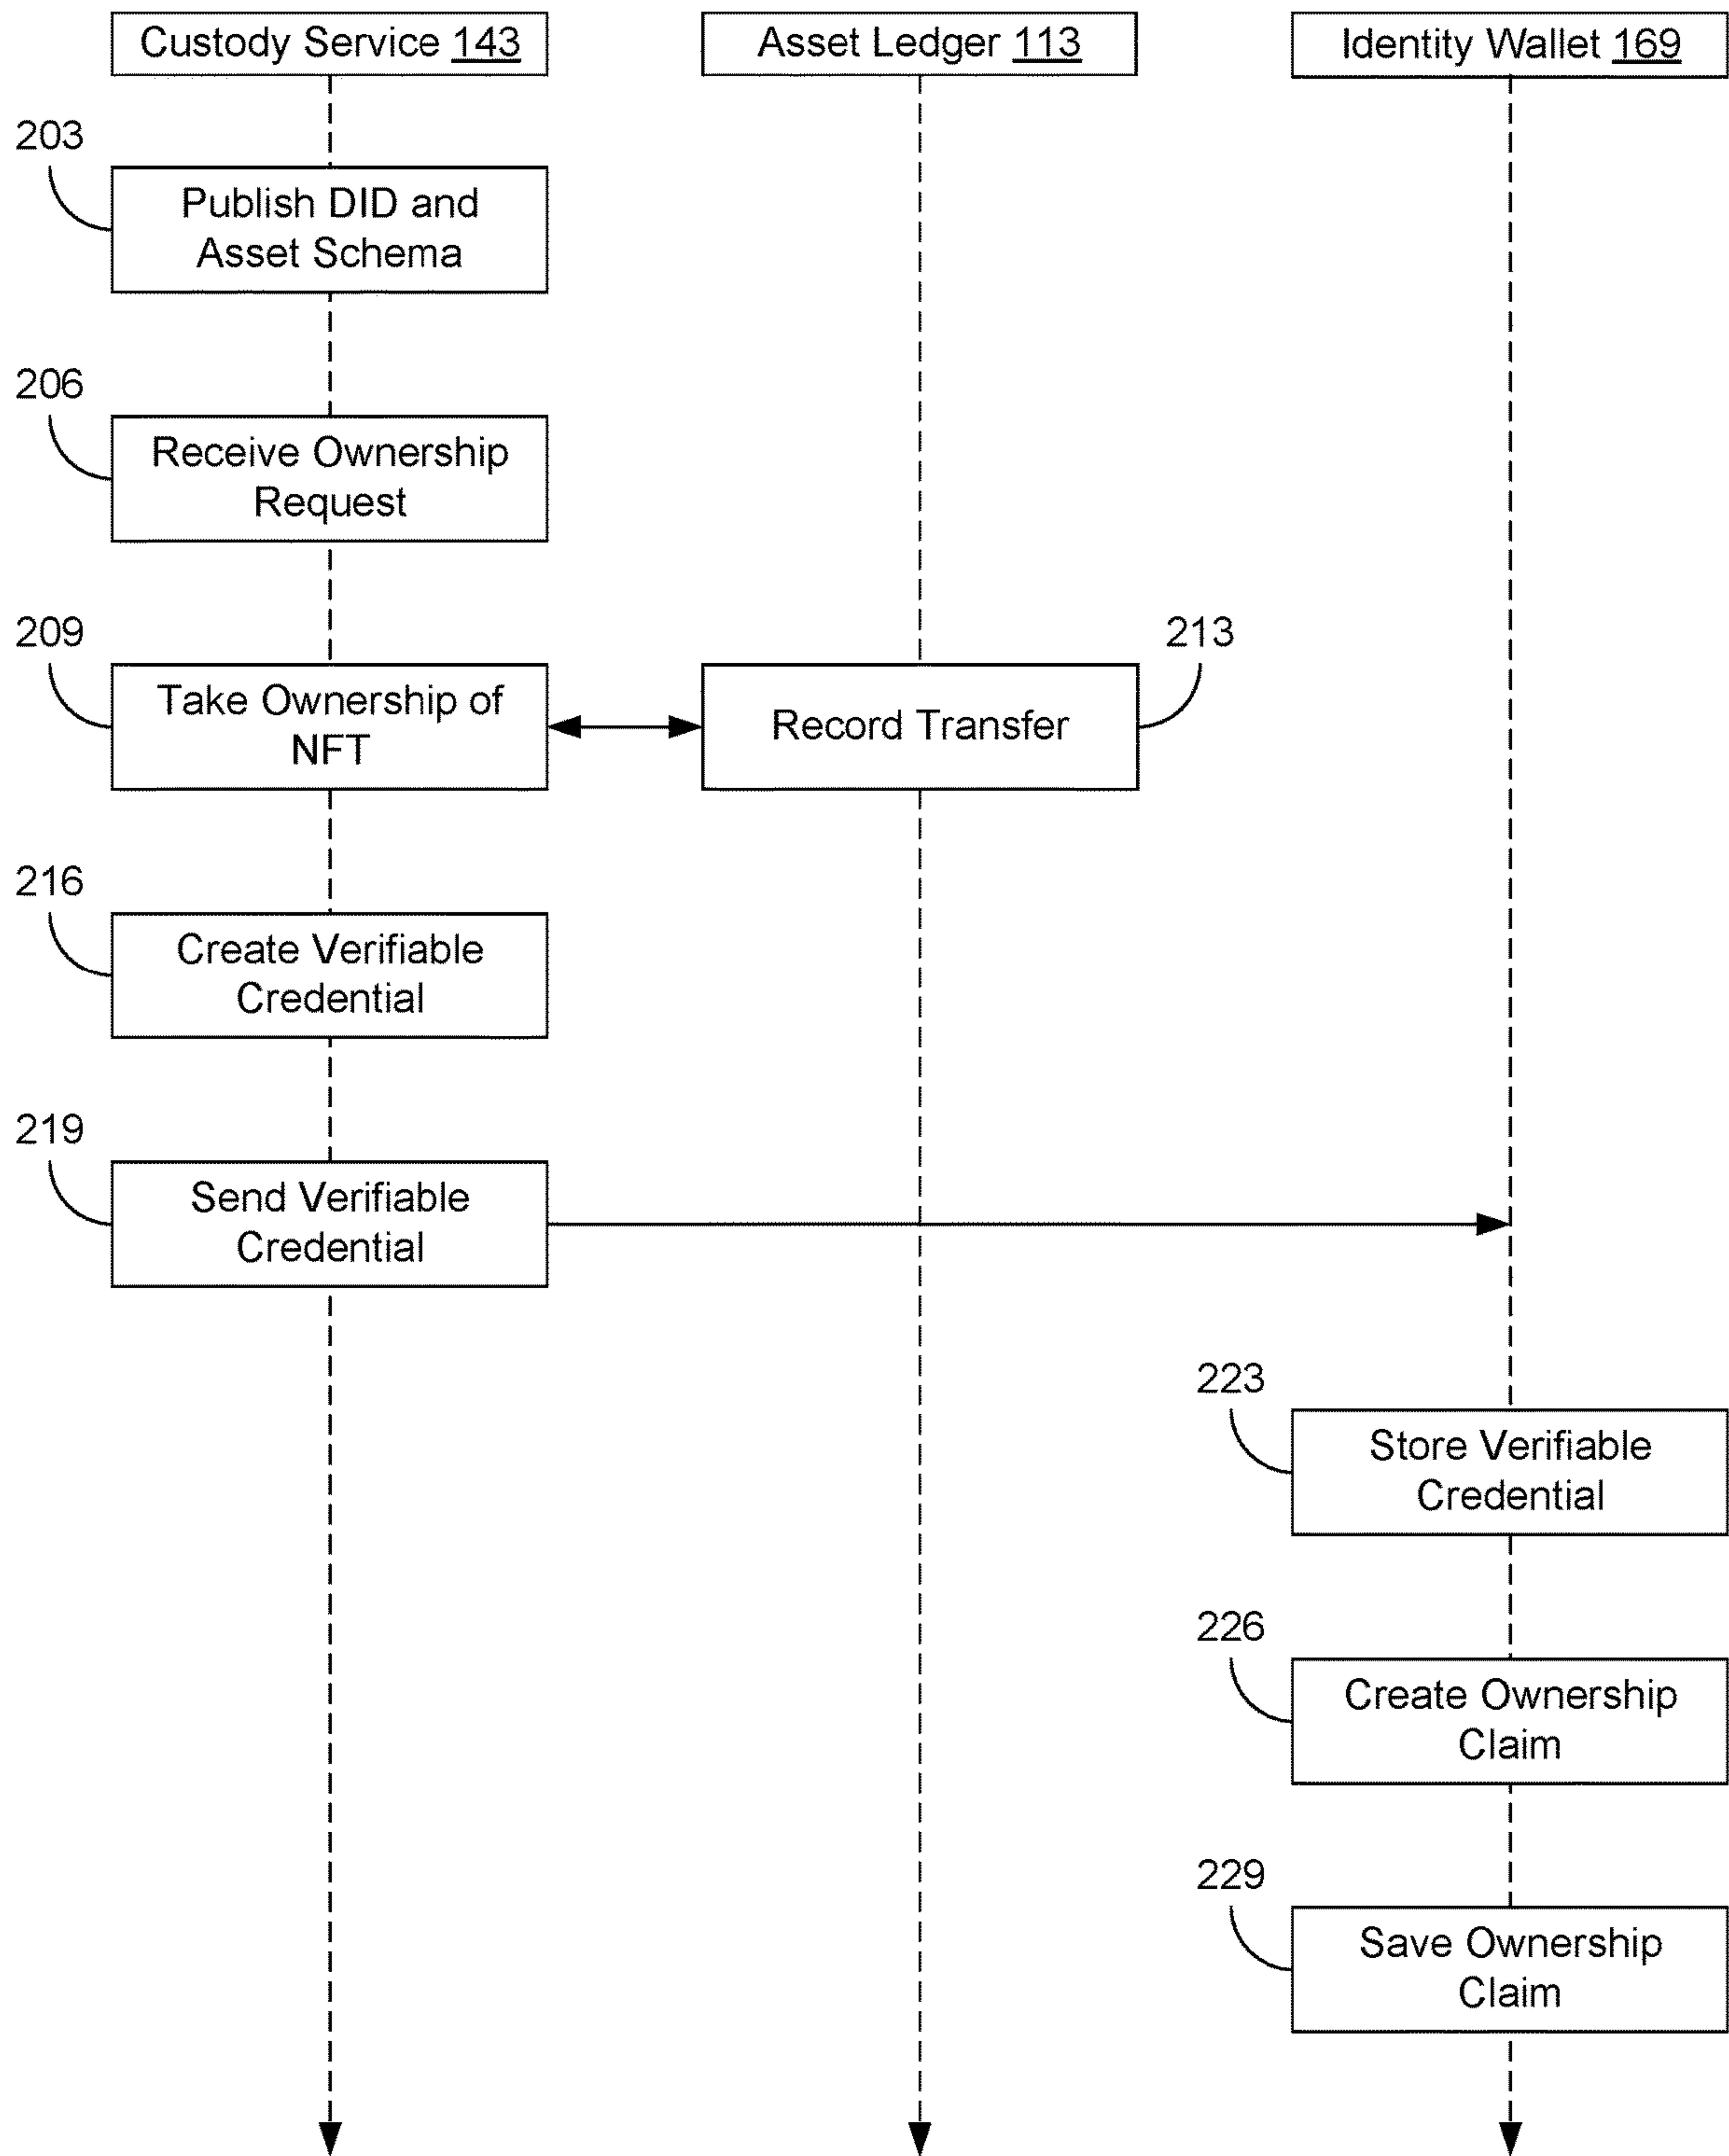 Custody Service 143
Asset Ledger 113
Identity Wallet 169
203
Publish DID and
Asset Schema
206
Receive Ownership
Request
209
Take Ownership of
NFT
213
Record Transfer
216
Create Verifiable
Credential
219
Send Verifiable
Credential
223
Store Verifiable
Credential
226
Create Ownership
Claim
229
Save Ownership
Claim